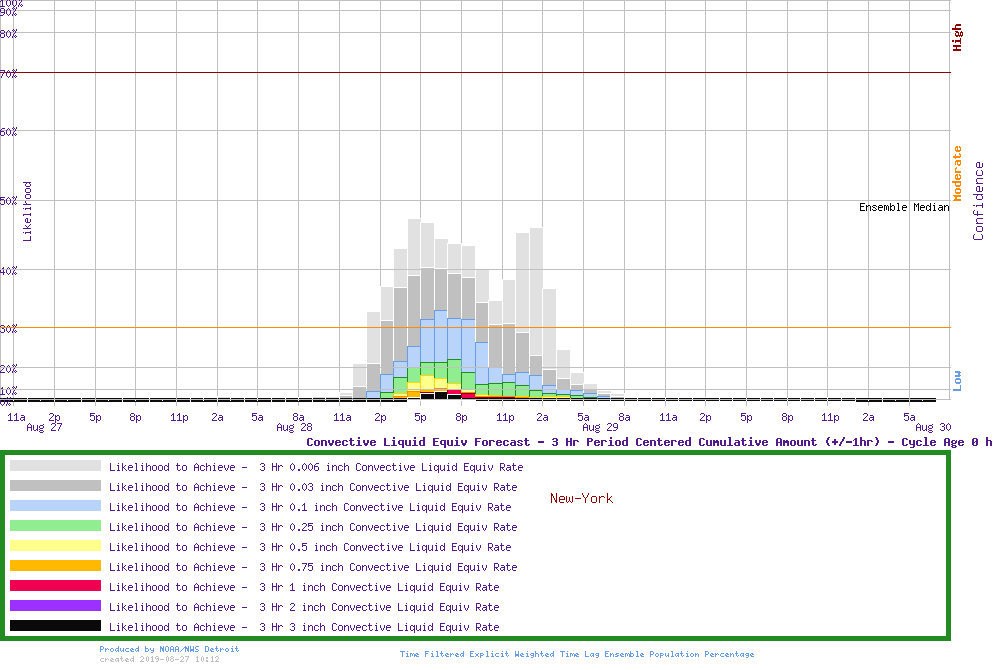 100%
90%
80%
High
70%
60%
Moderate
50%
Ensemble Median
Likelihood
Confidence
40%
30%
20%
Low
10%
0%
11a 2p 5p 8p 11p 2a 5a 8a 11a 2p 5p 8p 11p 2a 5a 8a 11a 2p 5p 8p 11p 2a 5a
Aug 27 Aug 28 Aug 29 Aug 30
Convective Liquid Equiv Forecast - 3 Hr Period Centered Cumulative Amount (+/-1hr) - Cycle Age 0 h
Likelihood to Achieve - 3 Hr 0.006 inch Convective Liquid Equiv Rate
Likelihood to Achieve - 3 Hr 0.03 inch Convective Liquid Equiv Rate
New-York
Likelihood to Achieve - 3 Hr 0.1 inch Convective Liquid Equiv Rate
Likelihood to Achieve - 3 Hr 0.25 inch Convective Liquid Equiv Rate
Likelihood to Achieve - 3 Hr 0.5 inch Convective Liquid Equiv Rate
Likelihood to Achieve - 3 Hr 0.75 inch Convective Liquid Equiv Rate
Likelihood to Achieve - 3 Hr 1 inch Convective Liquid Equiv Rate
Likelihood to Achieve - 3 Hr 2 inch Convective Liquid Equiv Rate
Likelihood to Achieve - 3 Hr 3 inch Convective Liquid Equiv Rate
Produced by NOAA/NWS Detroit
created 2019-08-27 10:12
Time Filtered Explicit Weighted Time Lag Ensemble Population Percentage